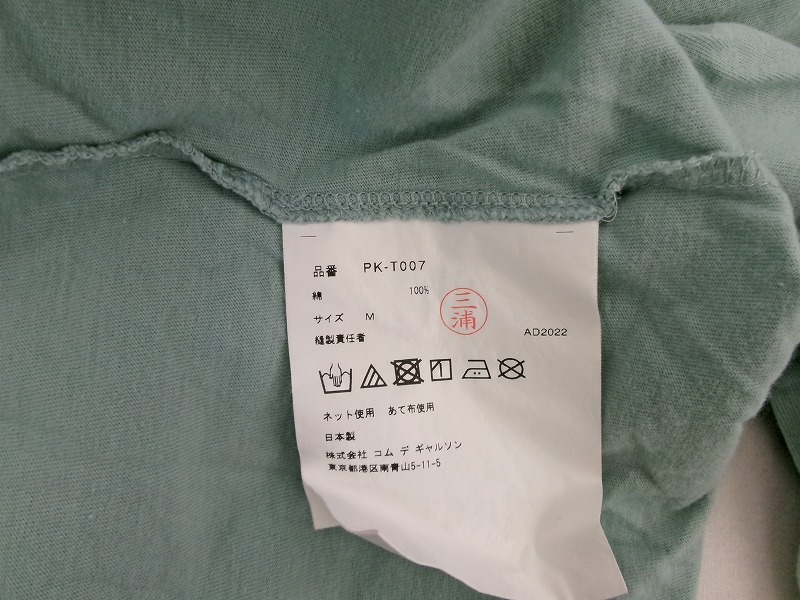 品番 PK-T007
綿 100%
三浦
サイズ M
縫製責任者 AD2022
ネット使用 あて布使用
日本製
株式会社 コム デ ギャルソン
東京都港区南青山5-11-5